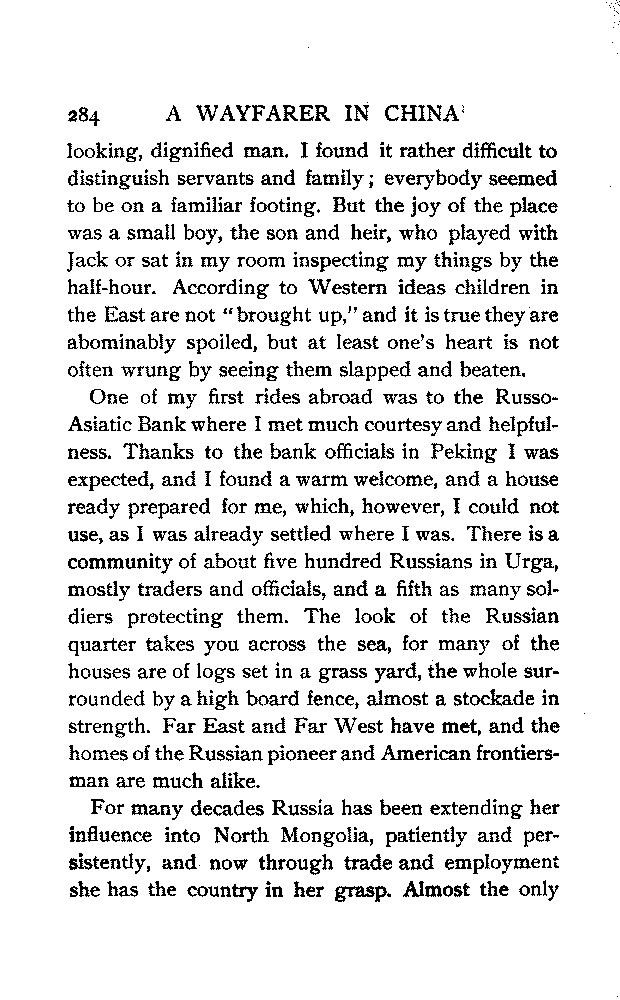 284 A WAYFARER IN CHINA
looking, dignified man. I found it rather difficult to
distinguish servants and family; everybody seemed
to be on a familiar footing. But the joy of the place
was a small boy, the son and heir, who played with
Jack or sat in my room inspecting my things by the
half-hour. According to Western ideas children in
the East are not "brought up," and it is true they are
abominably spoiled, but at least one's heart is not
often wrung by seeing them slapped and beaten.
One of my first rides abroad was to the Russo-
Asiatic Bank where I met much courtesy and helpful-
ness. Thanks to the bank officials in Peking I was
expected, and I found a warm welcome, and a house
ready prepared for me, which, however, I could not
use, as I was already settled where I was. There is a
community of about five hundred Russians in Urga,
mostly traders and officials, and a fifth as many sol-
diers protecting them. The look of the Russian
quarter takes you across the sea, for many of the
houses are of logs set in a grass yard, the whole sur-
rounded by a high board fence, almost a stockade in
strength. Far East and Far West have met, and the
homes of the Russian pioneer and American frontiers-
man are much alike.
For many decades Russia has been extending her
influence into North Mongolia, patiently and per-
sistently, and now through trade and employment
she has the country in her grasp. Almost the only